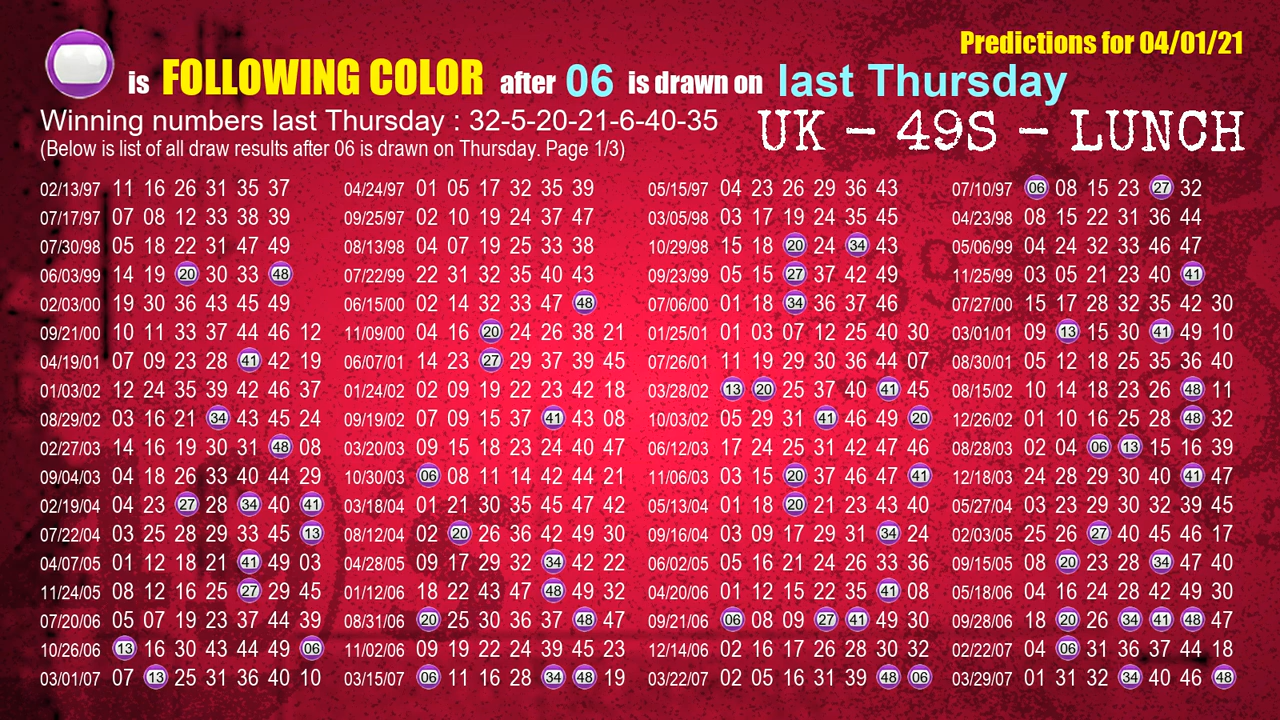 Predictions for 04/01/21
is FOLLOWING COLOR after 06 is drawn on last Thursday
Winning numbers last Thursday : 32-5-20-21-6-40-35
UK - 49S - LUNCH
(Below is list of all draw results after 06 is drawn on Thursday. Page 1/3)
02/13/97 11 16 26 31 35 37 04/24/97 01 05 17 32 35 39 05/15/97 04 23 26 29 36 43 07/10/97 06 08 15 23 27 32
07/17/97 07 08 12 33 38 39 09/25/97 02 10 19 24 37 47 03/05/98 03 17 19 24 35 45 04/23/98 08 15 22 31 36 44
07/30/98 05 18 22 31 47 49 08/13/98 04 07 19 25 33 38 10/29/98 15 18 20 24 34 43 05/06/99 04 24 32 33 46 47
06/03/99 14 19 20 30 33 48 07/22/99 22 31 32 35 40 43 09/23/99 05 15 27 37 42 49 11/25/99 03 05 21 23 40 41
02/03/00 19 30 36 43 45 49 06/15/00 02 14 32 33 47 48 07/06/00 01 18 34 36 37 46 07/27/00 15 17 28 32 35 42 30
09/21/00 10 11 33 37 44 46 12 11/09/00 04 16 20 24 26 38 21 01/25/01 01 03 07 12 25 40 30 03/01/01 09 13 15 30 41 49 10
04/19/01 07 09 23 28 41 42 19 06/07/01 14 23 27 29 37 39 45 07/26/01 11 19 29 30 36 44 07 08/30/01 05 12 18 25 35 36 40
01/03/02 12 24 35 39 42 46 37 01/24/02 02 09 19 22 23 42 18 03/28/02 13 20 25 37 40 41 45 08/15/02 10 14 18 23 26 48 11
08/29/02 03 16 21 34 43 45 24 09/19/02 07 09 15 37 41 43 08 10/03/02 05 29 31 41 46 49 20 12/26/02 01 10 16 25 28 48 32
02/27/03 14 16 19 30 31 48 08 03/20/03 09 15 18 23 24 40 47 06/12/03 17 24 25 31 42 47 46 08/28/03 02 04 06 13 15 16 39
09/04/03 04 18 26 33 40 44 29 10/30/03 06 08 11 14 42 44 21 11/06/03 03 15 20 37 46 47 41 12/18/03 24 28 29 30 40 41 47
02/19/04 04 23 27 28 34 40 41 03/18/04 01 21 30 35 45 47 42 05/13/04 01 18 20 21 23 43 40 05/27/04 03 23 29 30 32 39 45
07/22/04 03 25 28 29 33 45 13 08/12/04 02 20 26 36 42 49 30 09/16/04 03 09 17 29 31 34 24 02/03/05 25 26 27 40 45 46 17
04/07/05 01 12 18 21 41 49 03 04/28/05 09 17 29 32 34 42 22 06/02/05 05 16 21 24 26 33 36 09/15/05 08 20 23 28 34 47 40
11/24/05 08 12 16 25 27 29 45 01/12/06 18 22 43 47 48 49 32 04/20/06 01 12 15 22 35 41 08 05/18/06 04 16 24 28 42 49 30
07/20/06 05 07 19 23 37 44 39 08/31/06 20 25 30 36 37 48 47 09/21/06 06 08 09 27 41 49 30 09/28/06 18 20 26 34 41 48 47
10/26/06 13 16 30 43 44 49 06 11/02/06 09 19 22 24 39 45 23 12/14/06 02 16 17 26 28 30 32 02/22/07 04 06 31 36 37 44 18
03/01/07 07 13 25 31 36 40 10 03/15/07 06 11 16 28 34 48 19 03/22/07 02 05 16 31 39 48 06 03/29/07 01 31 32 34 40 46 48